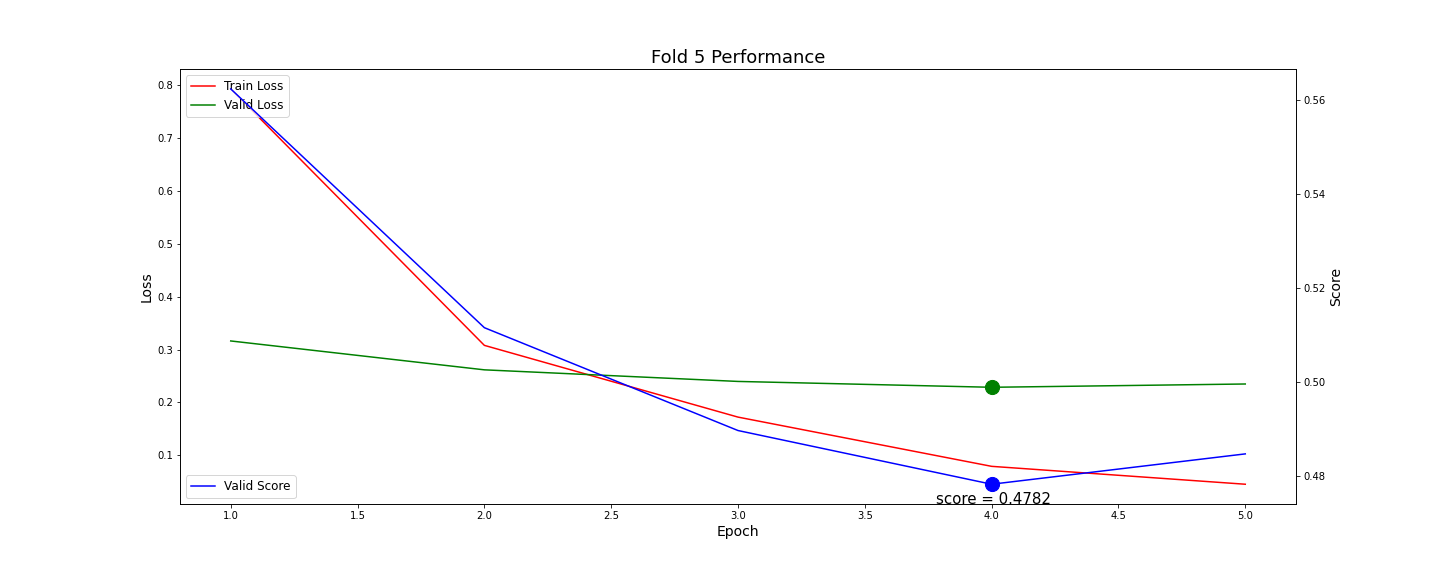 Fold 5 Performance
Train Loss
Valid Loss
Valid Score
score = 0.4782
Loss
0.8
0.7
0.6
0.5
0.4
0.3
0.2
0.1
Score
0.56
0.54
0.52
0.50
0.48
1.0 1.5 2.0 2.5 3.0 3.5 4.0 4.5 5.0
Epoch